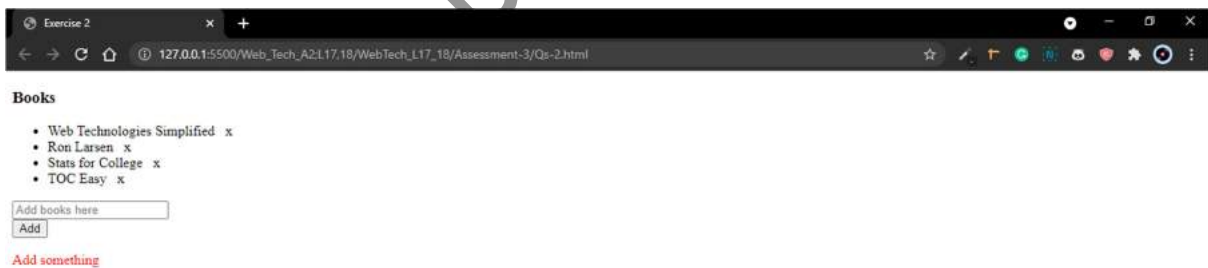 Exercise 2
127.0.0.1:5500/Web_Tech_A2;L17,18/WebTech_L17_18/Assessment-3/Qs-2.html
Books
• Web Technologies Simplified x
• Ron Larsen x
• Stats for College x
• TOC Easy x
Add books here
Add
Add something